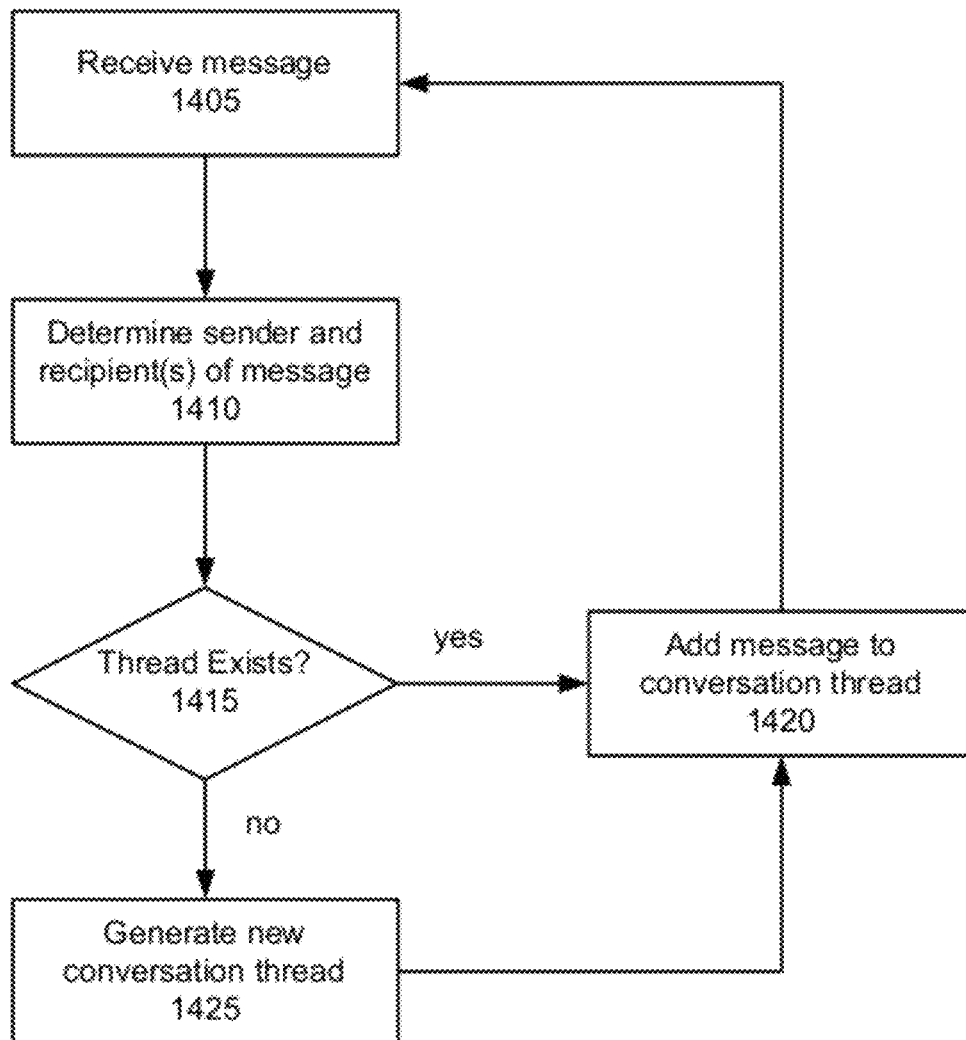 Receive message
1405
Determine sender and
recipient(s) of message
1410
Thread Exists?
1415
yes
Add message to
conversation thread
1420
no
Generate new
conversation thread
1425